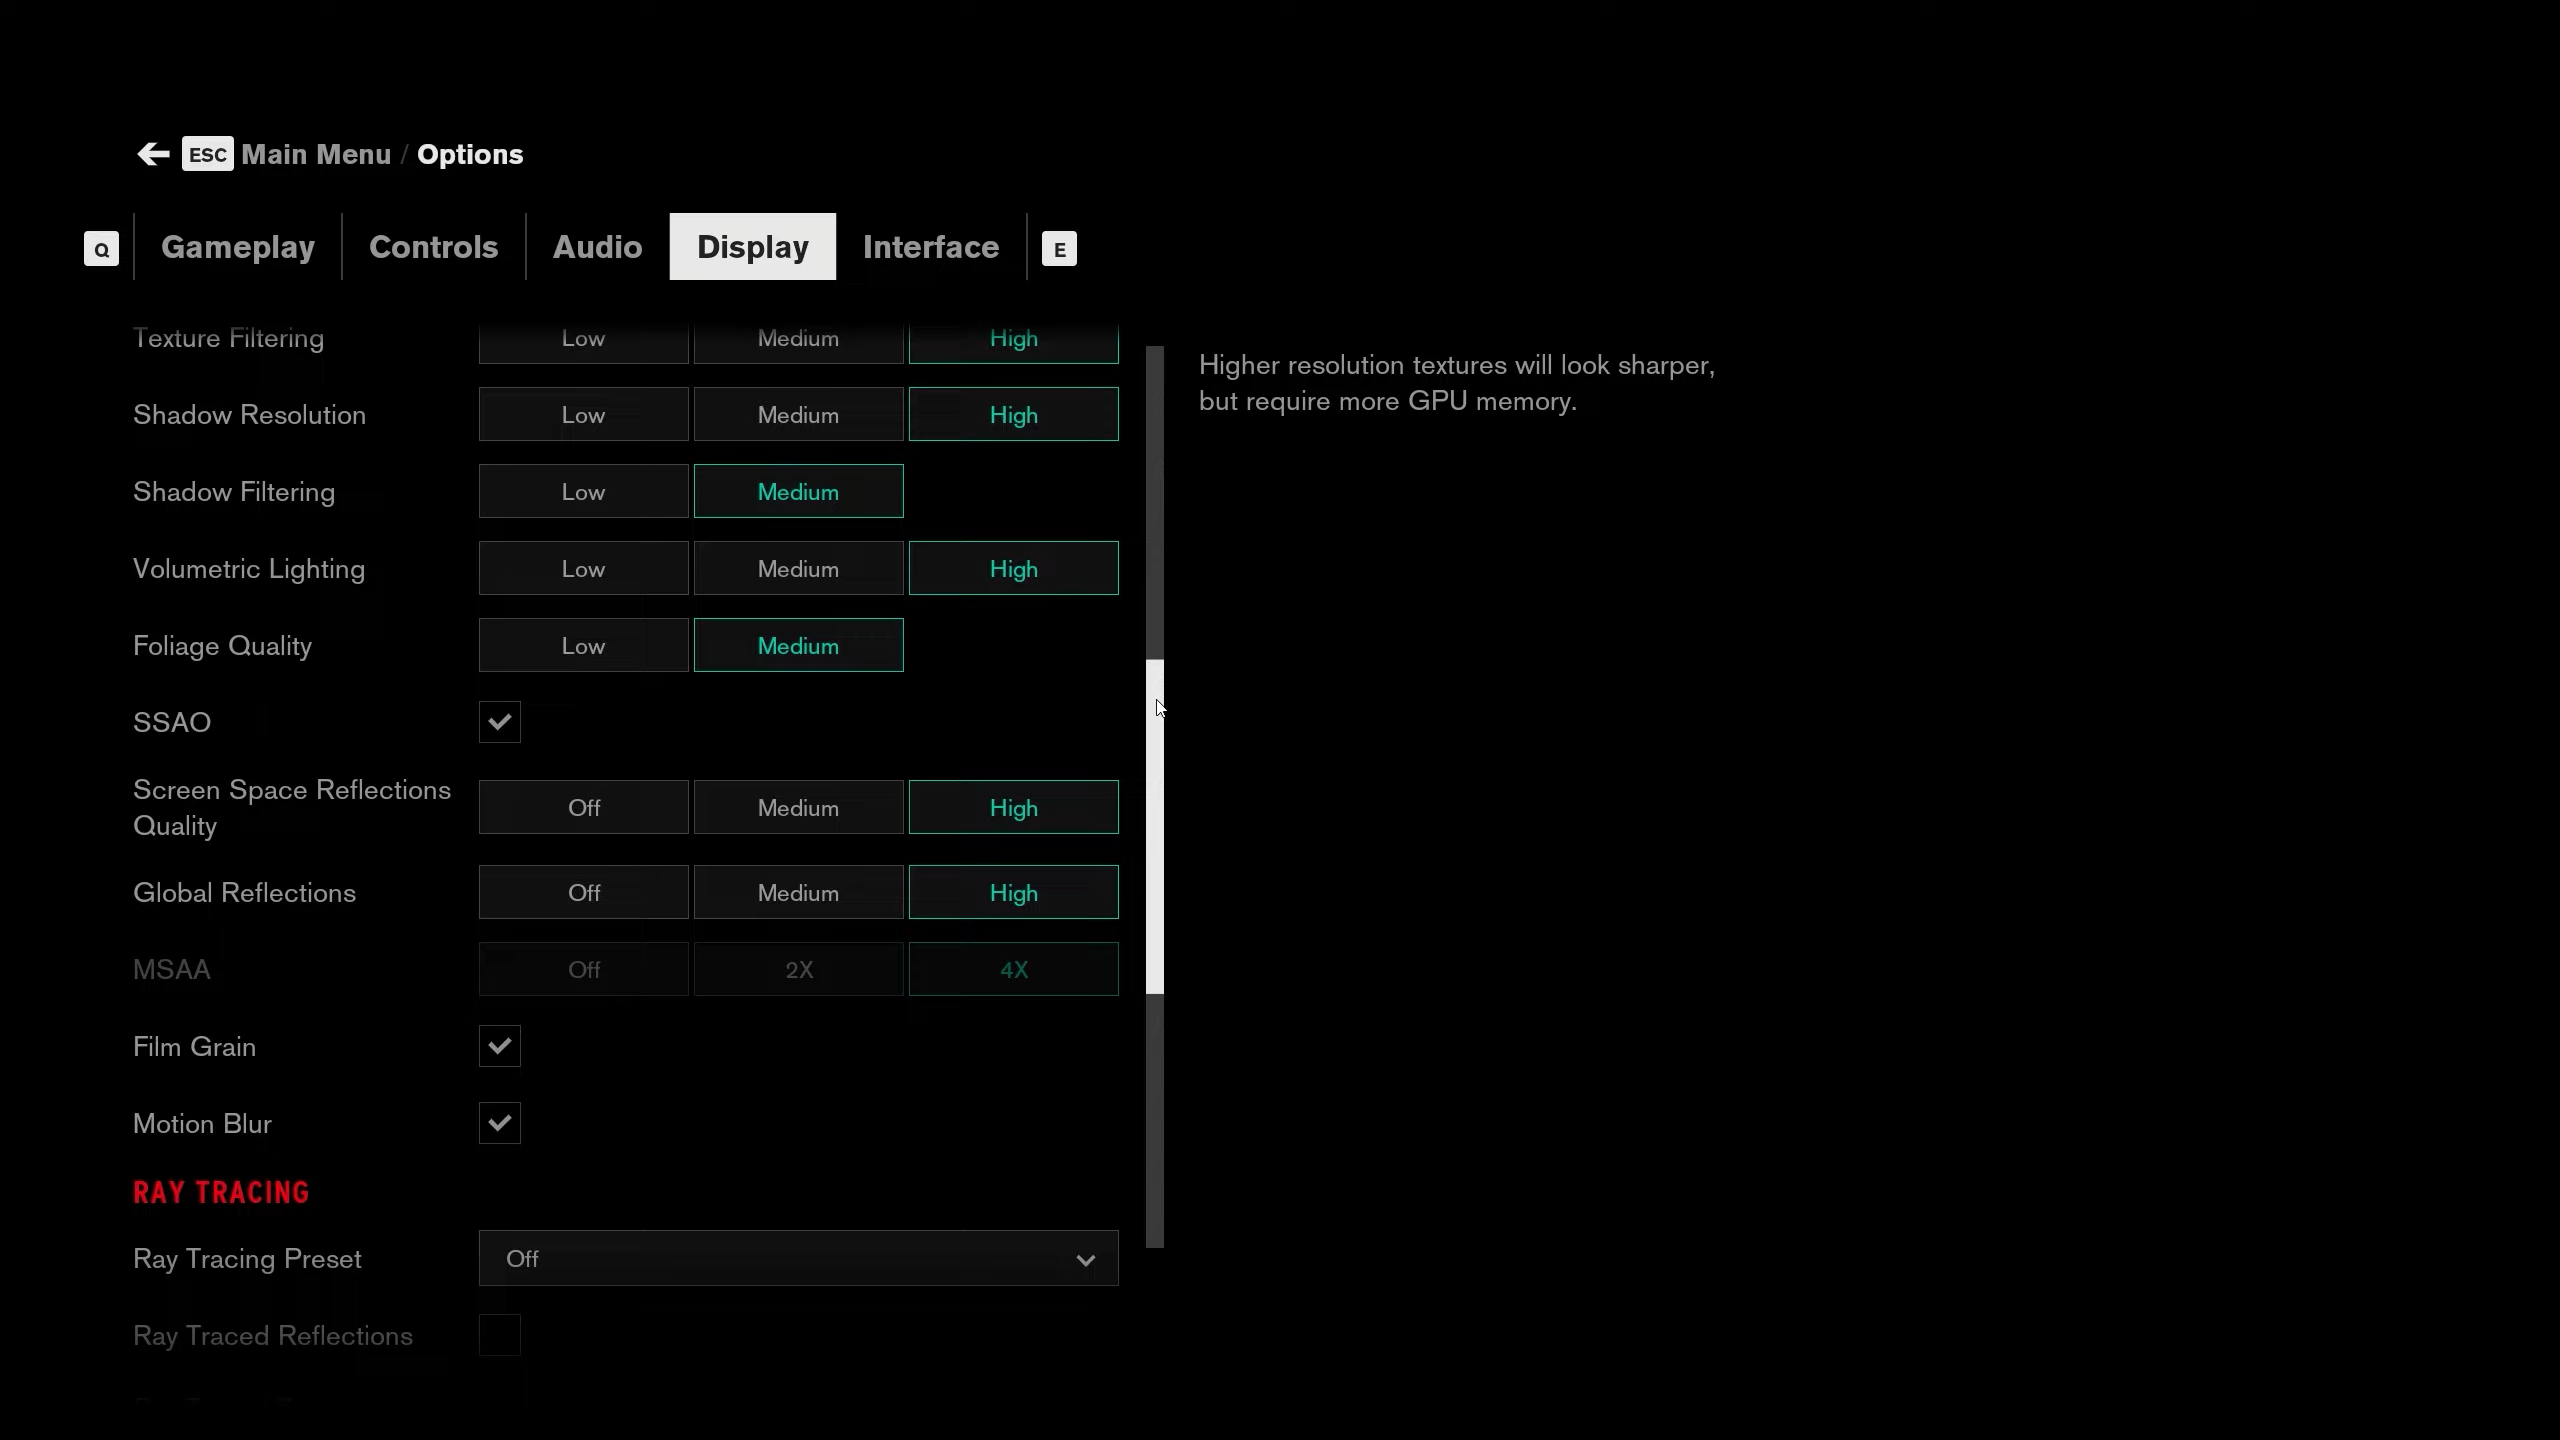 ESC Main Menu / Options
Q Gameplay Controls Audio Display Interface E
Texture Filtering Low Medium High
Higher resolution textures will look sharper,
but require more GPU memory.
Shadow Resolution Low Medium High
Shadow Filtering Low Medium
Volumetric Lighting Low Medium High
Foliage Quality Low Medium
SSAO
Screen Space Reflections
Quality Off Medium High
Global Reflections Off Medium High
MSAA Off 2X 4X
Film Grain
Motion Blur
RAY TRACING
Ray Tracing Preset Off
Ray Traced Reflections